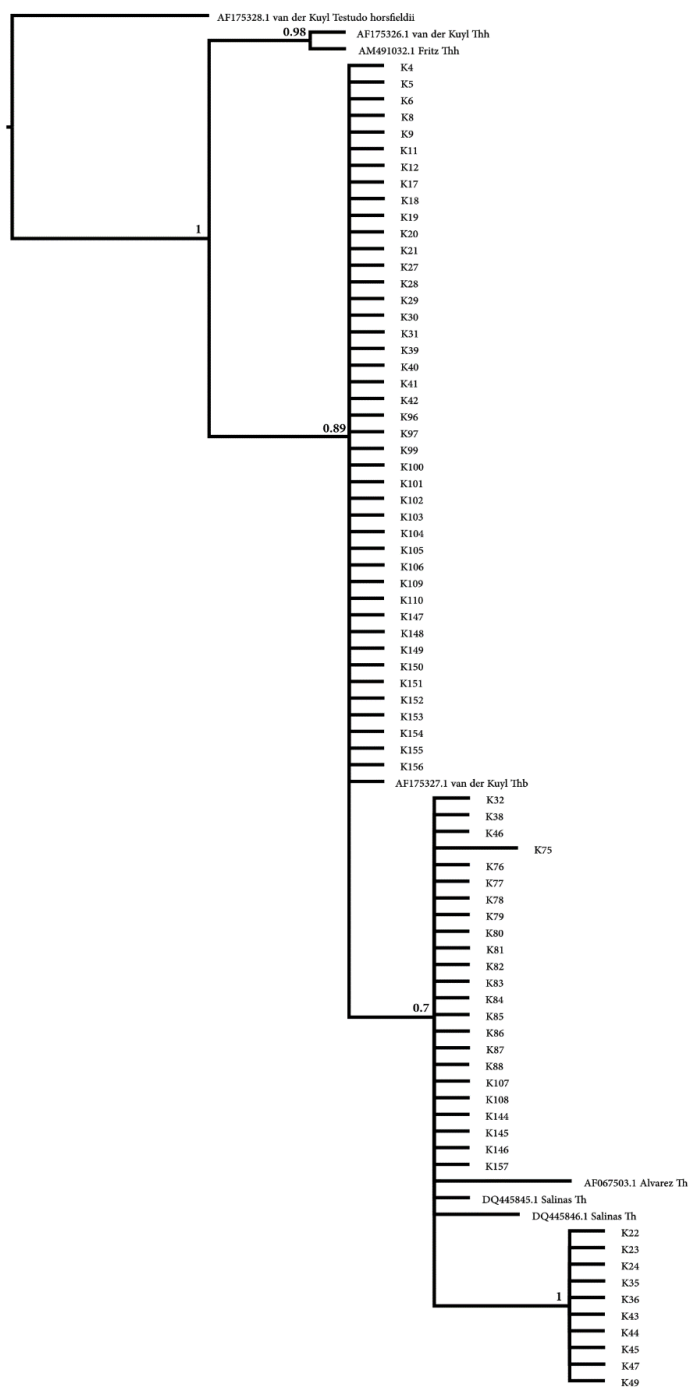 AF175328.1 van der Kuyl Testudo horsfieldii
0.98
AF175326.1 van der Kuyl Thh
AM491032.1 Fritz Thh
K4
K5
K6
K8
K9
K11
K12
K17
K18
K19
K20
1
K21
K27
K28
K29
K30
K31
K39
K40
K41
K42
K96
0.89
K97
K99
K100
K101
K102
K103
K104
K105
K106
K109
K110
K147
K148
K149
K150
K151
K152
K153
K154
K155
K156
AF175327.1 van der Kuyl Thb
K32
K38
K46
K75
K76
K77
K78
K79
K80
K81
K82
K83
K84
0.7
K85
K86
K87
K88
K107
K108
K144
K145
K146
K157
AF067503.1 Alvarez Th
DQ445845.1 Salinas Th
DQ445846.1 Salinas Th
K22
K23
K24
K35
1
K36
K43
K44
K45
K47
K49